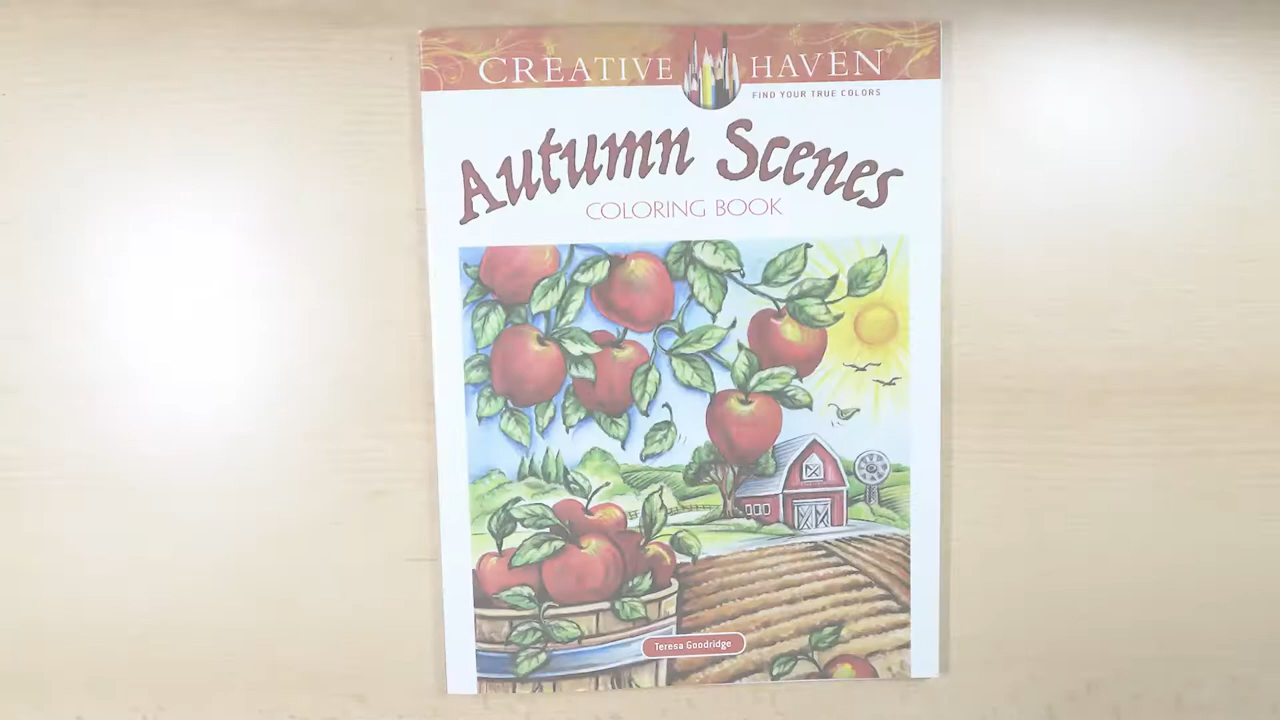 CREATIVE HAVEN
FIND YOUR TRUE COLORS
Autumn Scenes
COLORING BOOK
Teresa Goodridge